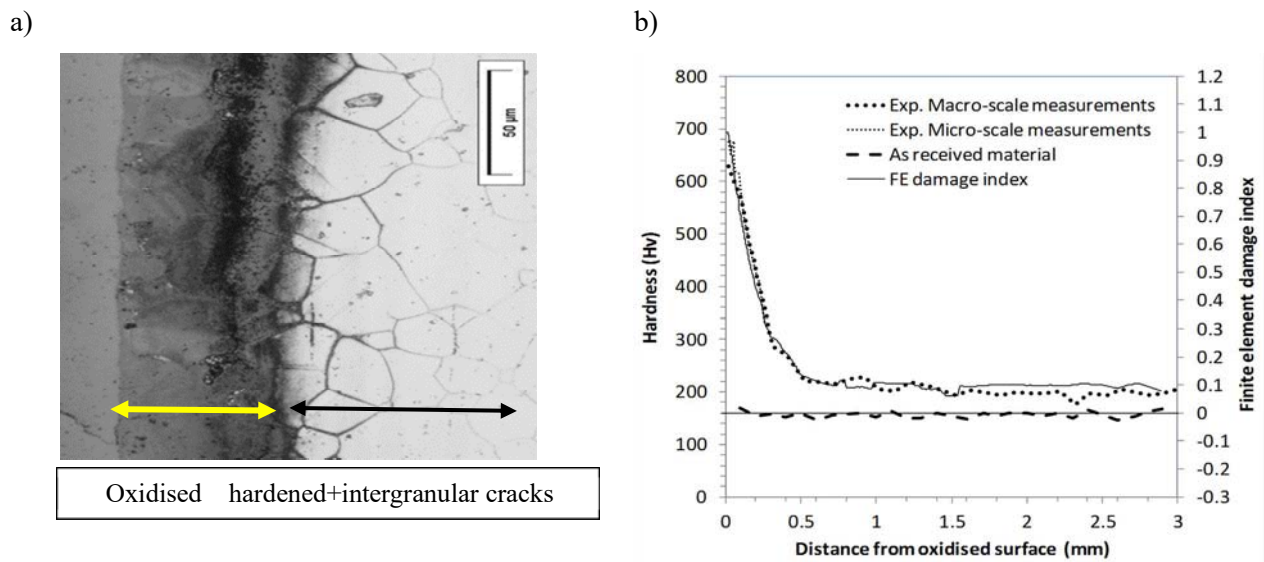 a)
50 µm
Oxidised hardened+intergranular cracks
b)
800
700
600
500
400
300
200
100
0
Hardness (Hv)
Exp. Macro-scale measurements
Exp. Micro-scale measurements
As received material
FE damage index
1.2
1.1
1
0.9
0.8
0.7
0.6
0.5
0.4
0.3
0.2
0.1
0
-0.1
-0.2
-0.3
Finite element damage index
0
0.5
1
1.5
2
2.5
3
Distance from oxidised surface (mm)